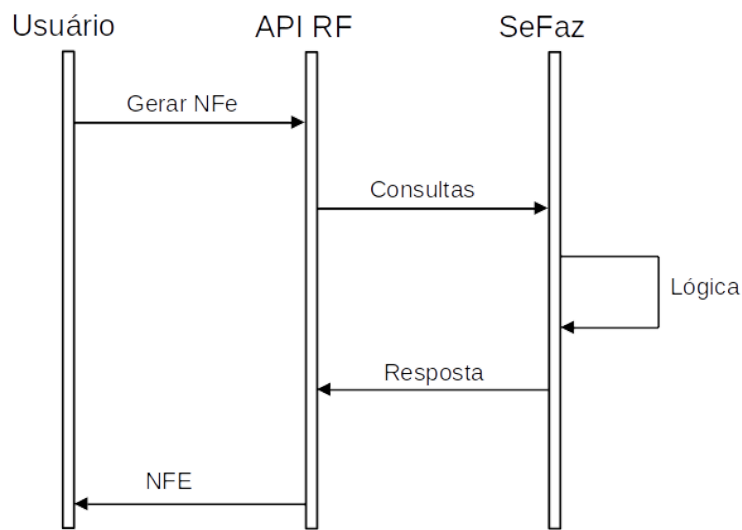 Usuário
API RF
SeFaz
Gerar NFe
Consultas
Lógica
Resposta
NFE